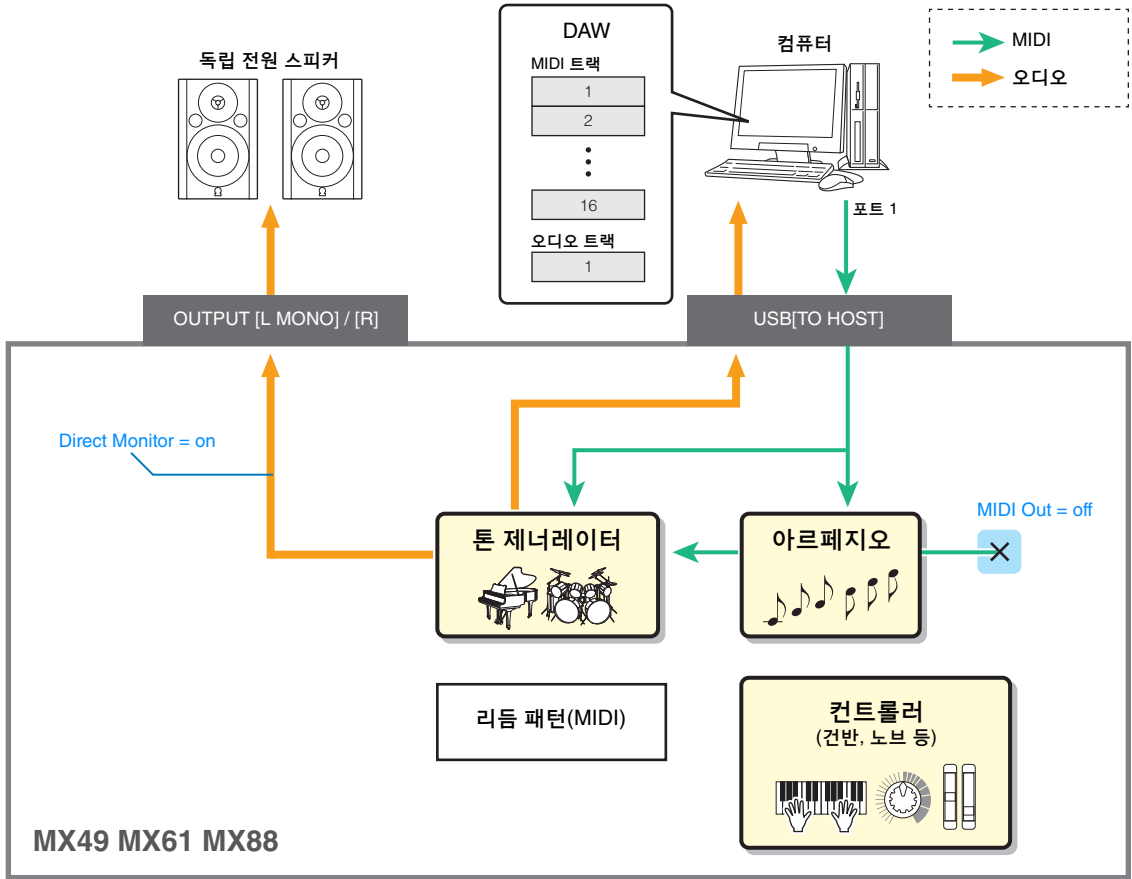 독립 전원 스피커
DAW
MIDI 트랙
1
2
16
오디오 트랙
1
컴퓨터
MIDI
오디오
포트 1
OUTPUT [L MONO] / [R]
USB[TO HOST]
Direct Monitor = on
MIDI Out = off
톤 제너레이터
아르페지오
리듬 패턴(MIDI)
컨트롤러
(건반, 노브 등)
MX49 MX61 MX88